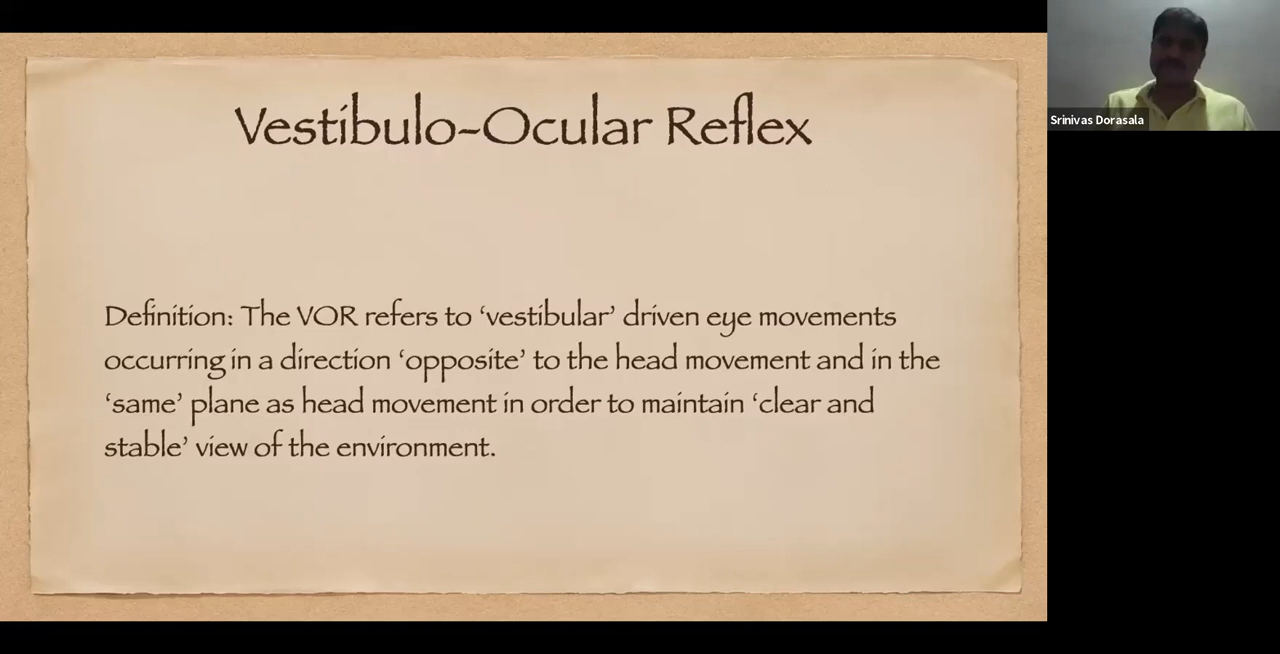 Vestibulo-Ocular Reflex
Srinivas Dorasala
Definition: The VOR refers to ‘vestibular’ driven eye movements
occurring in a direction ‘opposite’ to the head movement and in the
‘same’ plane as head movement in order to maintain ‘clear and
stable’ view of the environment.